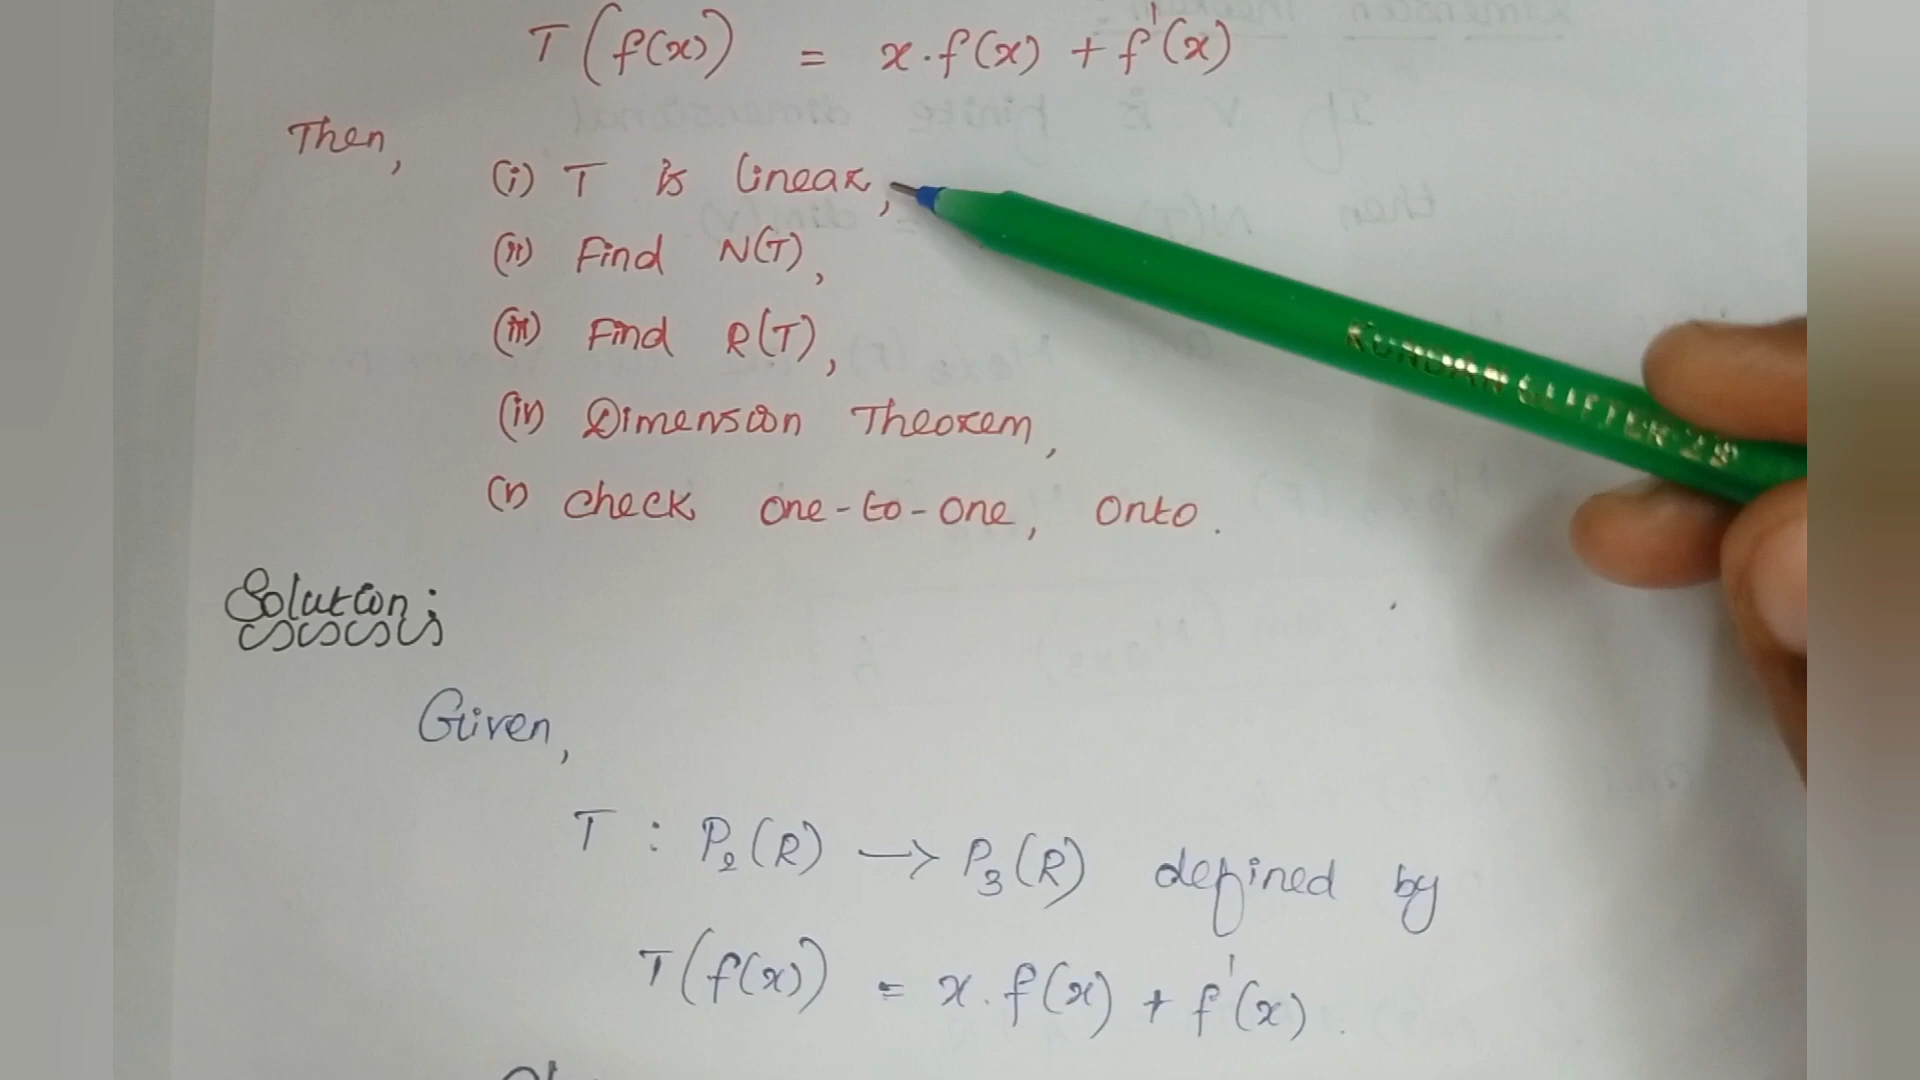 T(f(x)) = x.f(x) + f'(x)
Then,
(i) T is linear,
(ii) Find N(T),
(iii) Find R(T),
(iv) Dimension Theorem,
(v) check one-to-one, onto.
Solution:
Given,
T : P₂(R) → P₃(R) defined by
T(f(x)) = x.f(x) + f'(x).